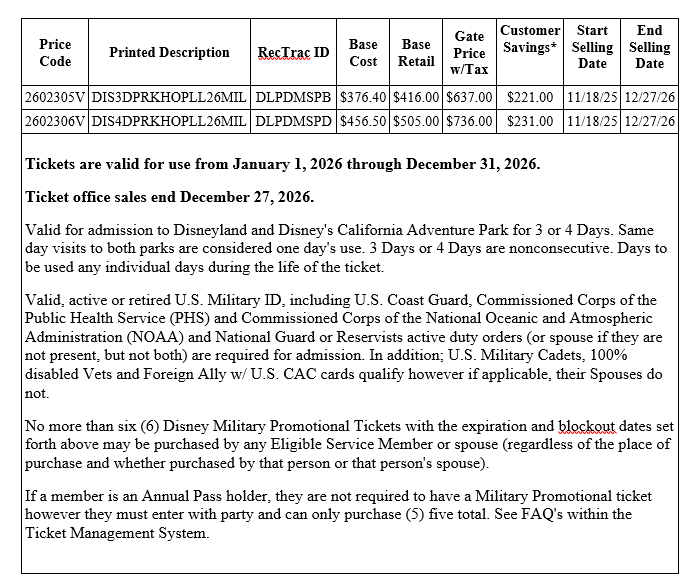 Price Code	Printed Description	RecTrac ID	Base Cost	Base Retail	Gate Price w/Tax	Customer Savings*	Start Selling Date	End Selling Date
2602305V	DIS3DPRKHOPLL26MIL	DLPDMSPB	$376.40	$416.00	$637.00	$221.00	11/18/25	12/27/26
2602306V	DIS4DPRKHOPLL26MIL	DLPDMSPD	$456.50	$505.00	$736.00	$231.00	11/18/25	12/27/26
Tickets are valid for use from January 1, 2026 through December 31, 2026.
Ticket office sales end December 27, 2026.
Valid for admission to Disneyland and Disney's California Adventure Park for 3 or 4 Days. Same
day visits to both parks are considered one day's use. 3 Days or 4 Days are nonconsecutive. Days to
be used any individual days during the life of the ticket.
Valid, active or retired U.S. Military ID, including U.S. Coast Guard, Commissioned Corps of the
Public Health Service (PHS) and Commissioned Corps of the National Oceanic and Atmospheric
Administration (NOAA) and National Guard or Reservists active duty orders (or spouse if they are
not present, but not both) are required for admission. In addition; U.S. Military Cadets, 100%
disabled Vets and Foreign Ally w/ U.S. CAC cards qualify however if applicable, their Spouses do
not.
No more than six (6) Disney Military Promotional Tickets with the expiration and blockout dates set
forth above may be purchased by any Eligible Service Member or spouse (regardless of the place of
purchase and whether purchased by that person or that person's spouse).
If a member is an Annual Pass holder, they are not required to have a Military Promotional ticket
however they must enter with party and can only purchase (5) five total. See FAQ's within the
Ticket Management System.